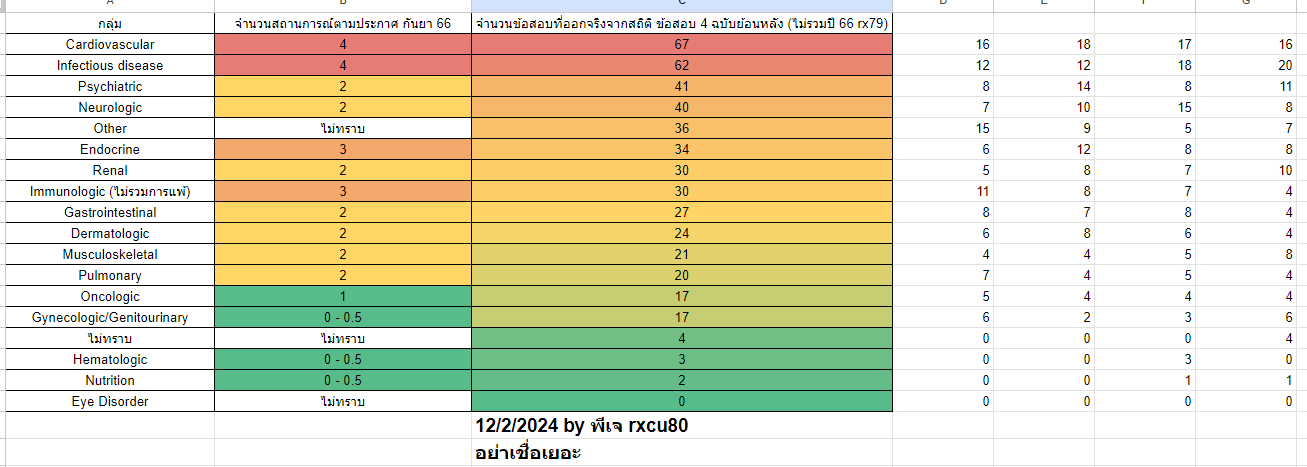 กลุ่ม จำนวนสถานการณ์ตามประกาศ กันยา 66 จำนวนข้อสอบที่ออกจริงจากสถิติ ข้อสอบ 4 ฉบับย้อนหลัง (ไม่รวมปี 66 rx79)
Cardiovascular 4 67 16 18 17 16
Infectious disease 4 62 12 12 18 20
Psychiatric 2 41 8 14 8 11
Neurologic 2 40 7 10 15 8
Other ไม่ทราบ 36 15 9 5 7
Endocrine 3 34 6 12 8 8
Renal 2 30 5 8 7 10
Immunologic (ไม่รวมการแพ้) 3 30 11 8 7 4
Gastrointestinal 2 27 8 7 8 4
Dermatologic 2 24 6 8 6 4
Musculoskeletal 2 21 4 4 5 8
Pulmonary 2 20 7 4 5 4
Oncologic 1 17 5 4 4 4
Gynecologic/Genitourinary 0 - 0.5 17 6 2 3 6
ไม่ทราบ ไม่ทราบ 4 0 0 0 4
Hematologic 0 - 0.5 3 0 0 3 0
Nutrition 0 - 0.5 2 0 0 1 1
Eye Disorder ไม่ทราบ 0 0 0 0 0
12/2/2024 by พีเจ rxcu80
อย่าเชื่อเยอะ